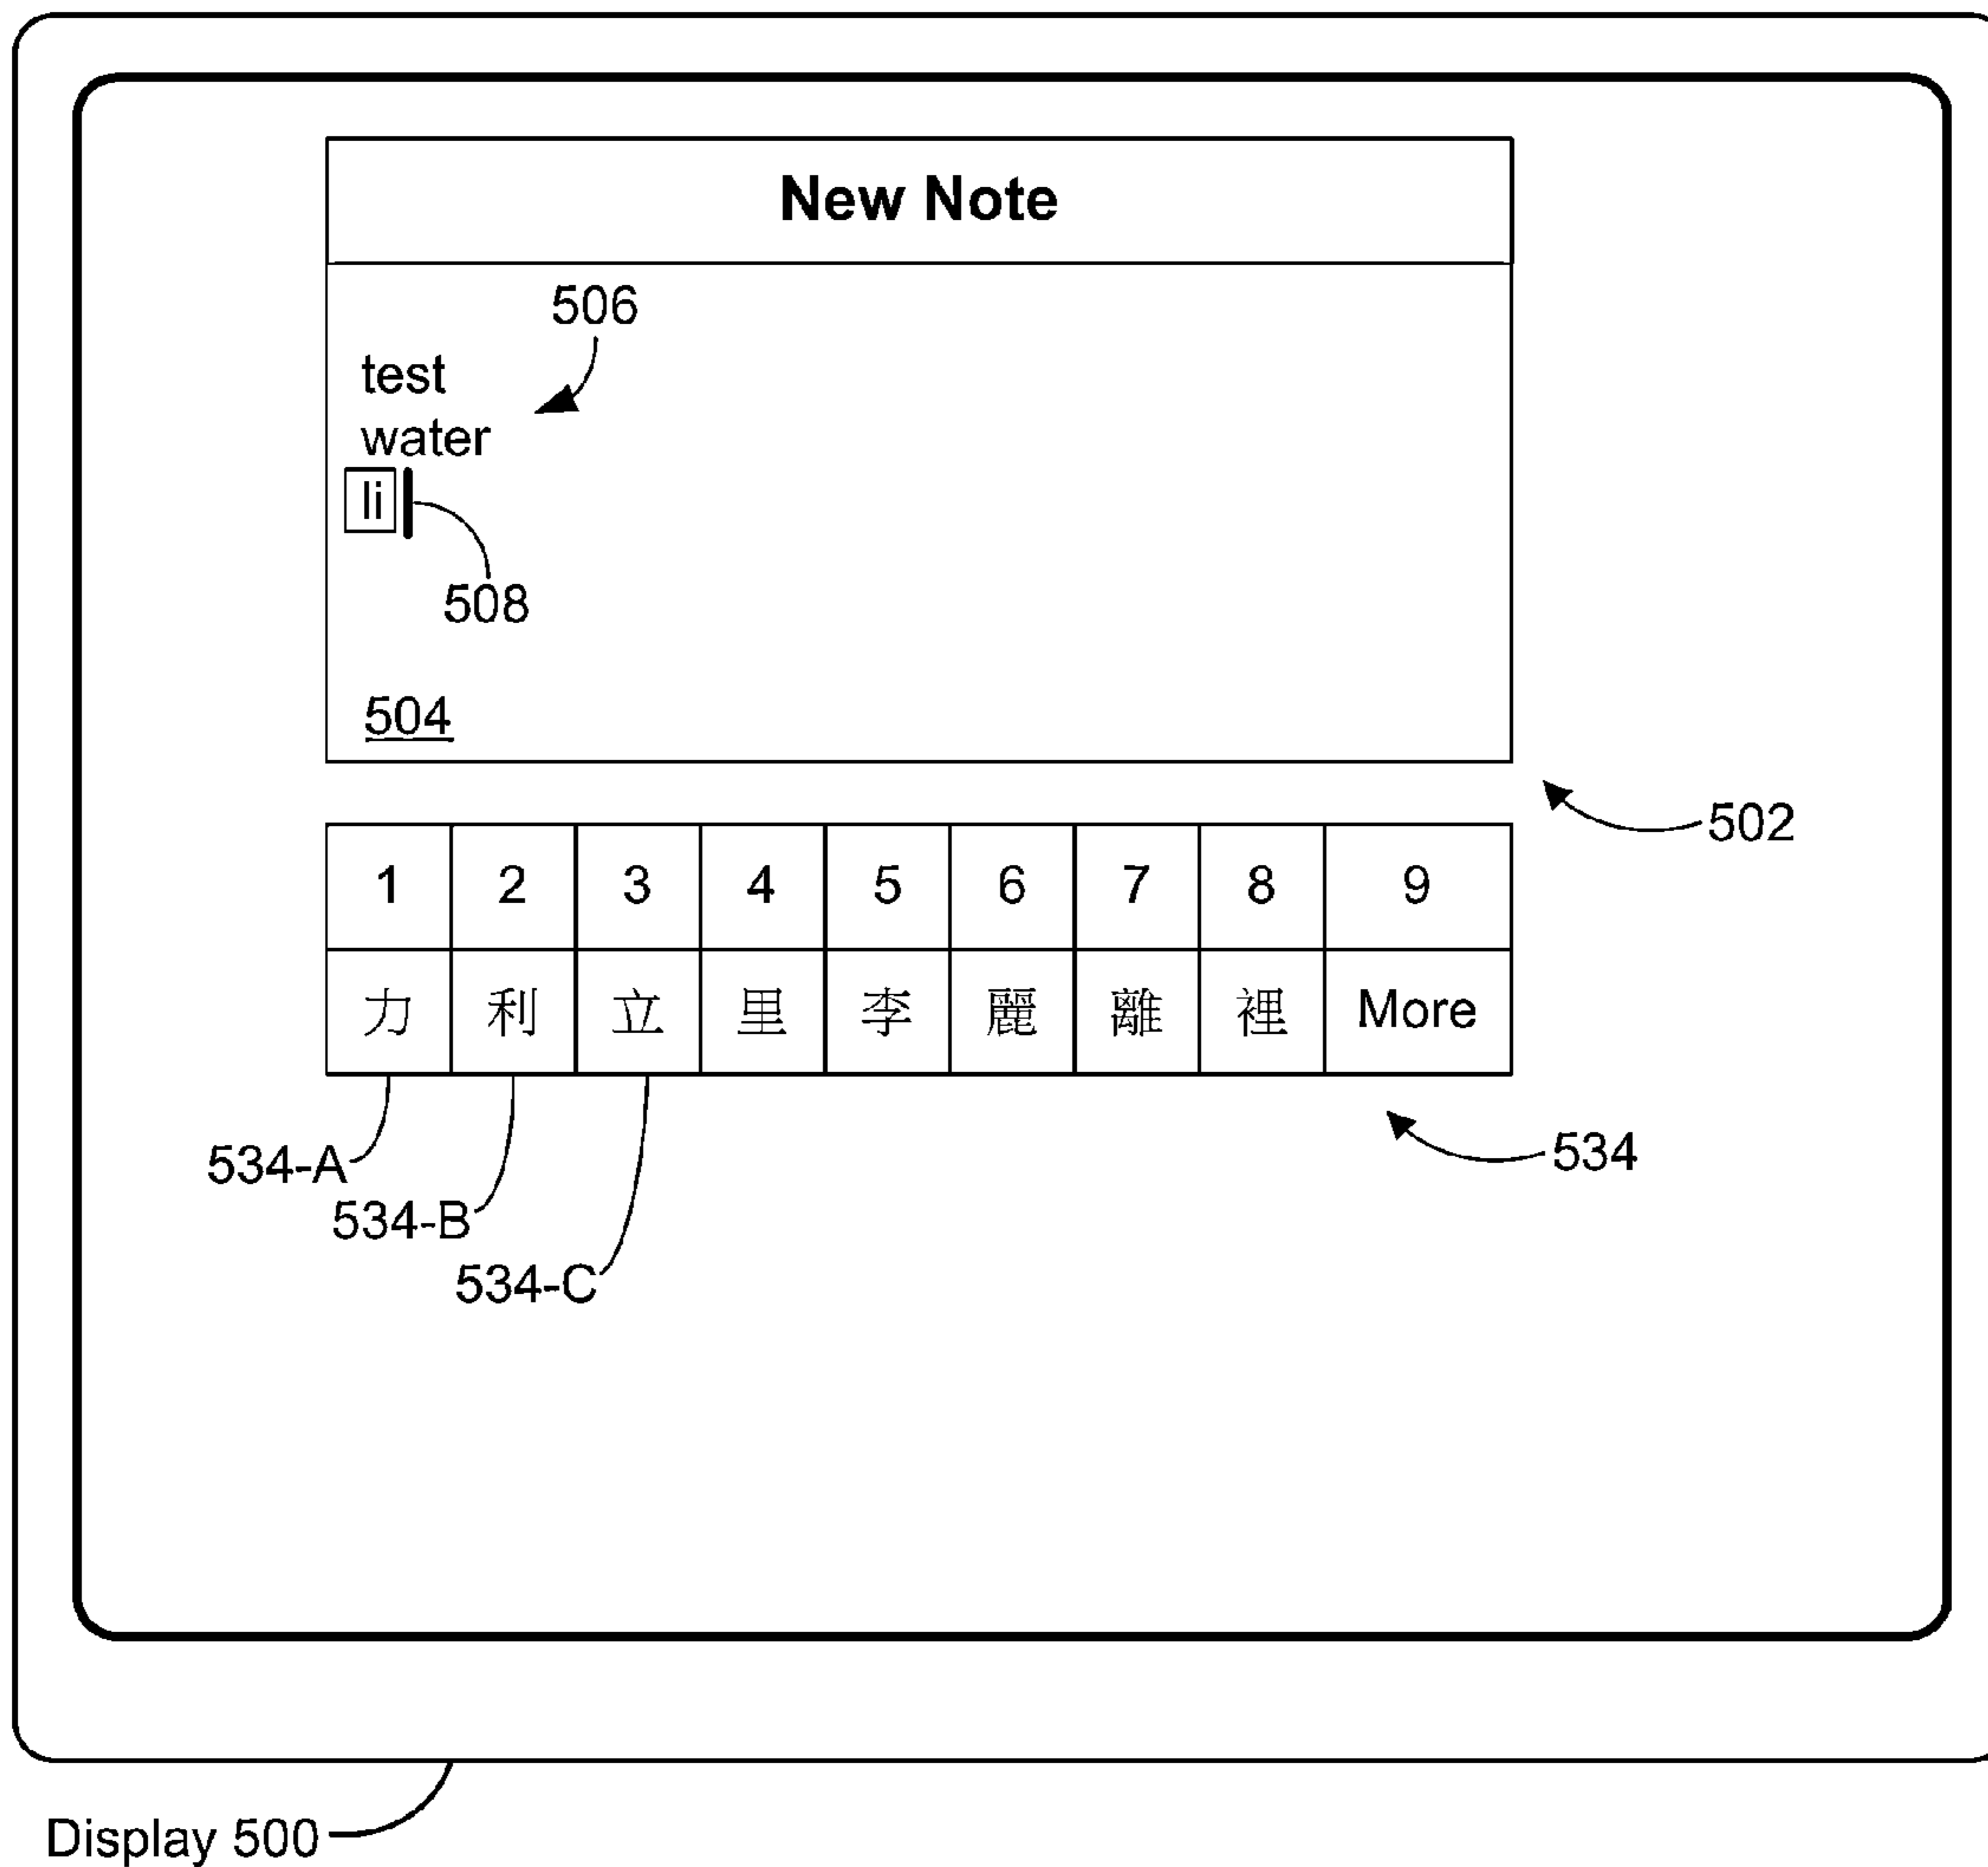 New Note
506
test
water
li
508
504
502
1 2 3 4 5 6 7 8 9
力 利 立 里 李 麗 離 裡 More
534-A
534
534-B
534-C
Display 500